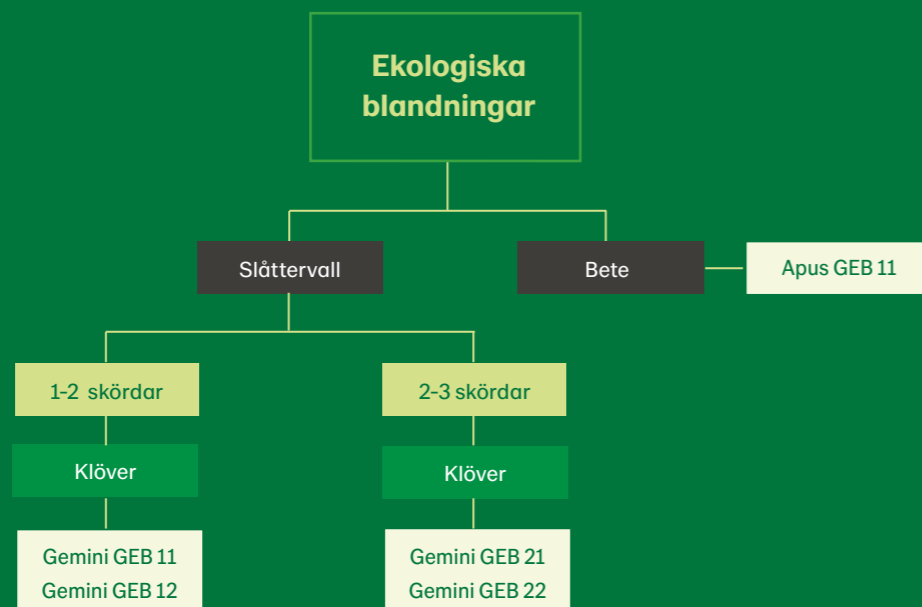 Ekologiska
blandningar
Slåttervall
Bete
Apus GEB 11
1-2 skördar
2-3 skördar
Klöver
Klöver
Gemini GEB 11
Gemini GEB 12
Gemini GEB 21
Gemini GEB 22